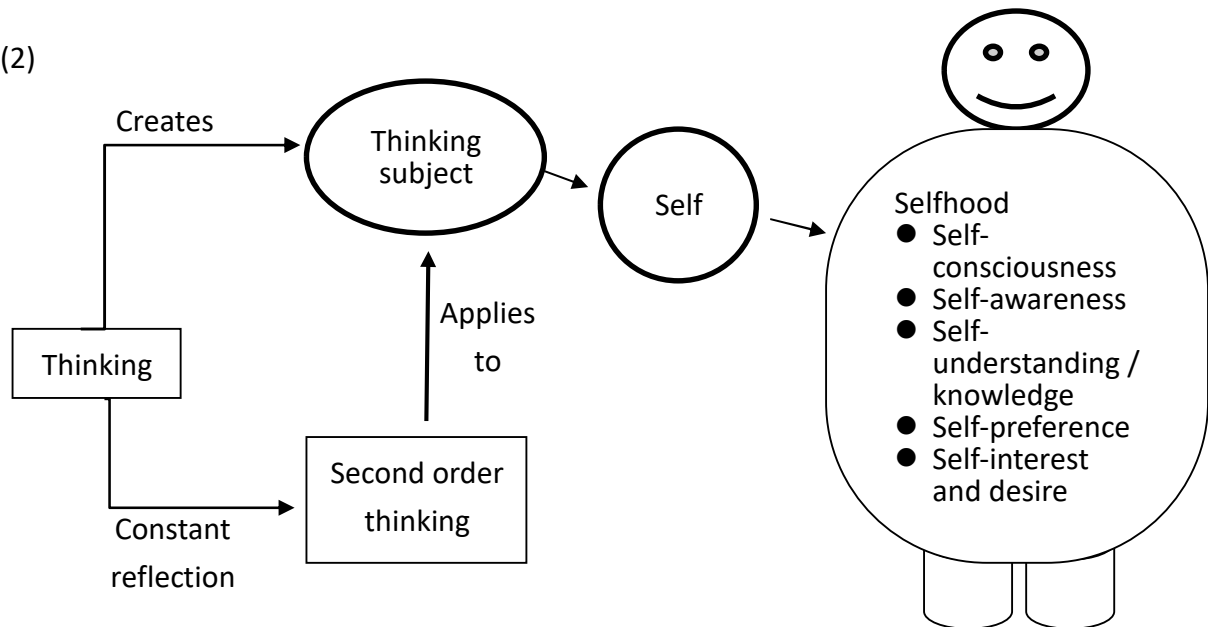 (2)
Creates
Thinking
subject
Self
Selfhood
● Self-
consciousness
● Self-awareness
● Self-
understanding /
knowledge
● Self-preference
● Self-interest
and desire
Applies
to
Thinking
Second order
thinking
Constant
reflection